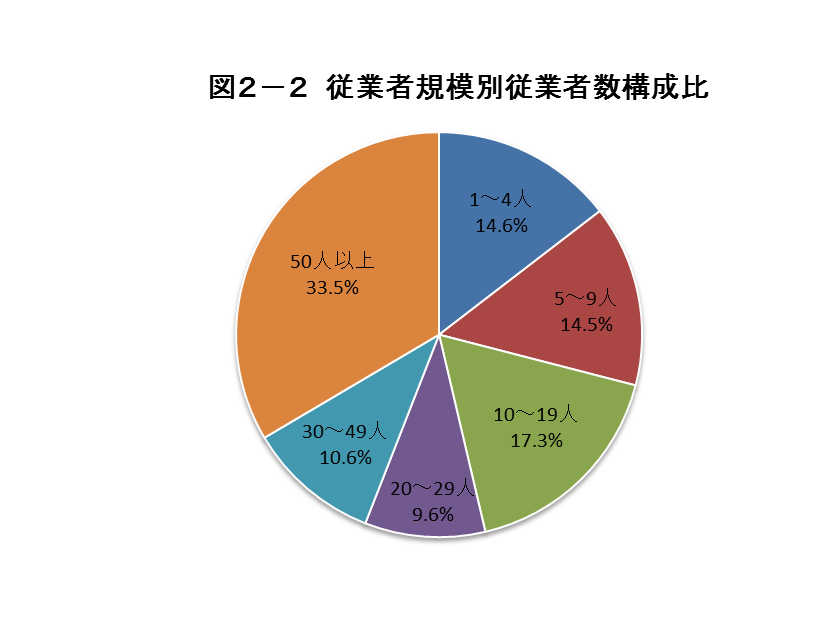 図２－２ 従業者規模別従業者数構成比
1～4人
14.6%
5～9人
14.5%
10～19人
17.3%
20～29人
9.6%
30～49人
10.6%
50人以上
33.5%